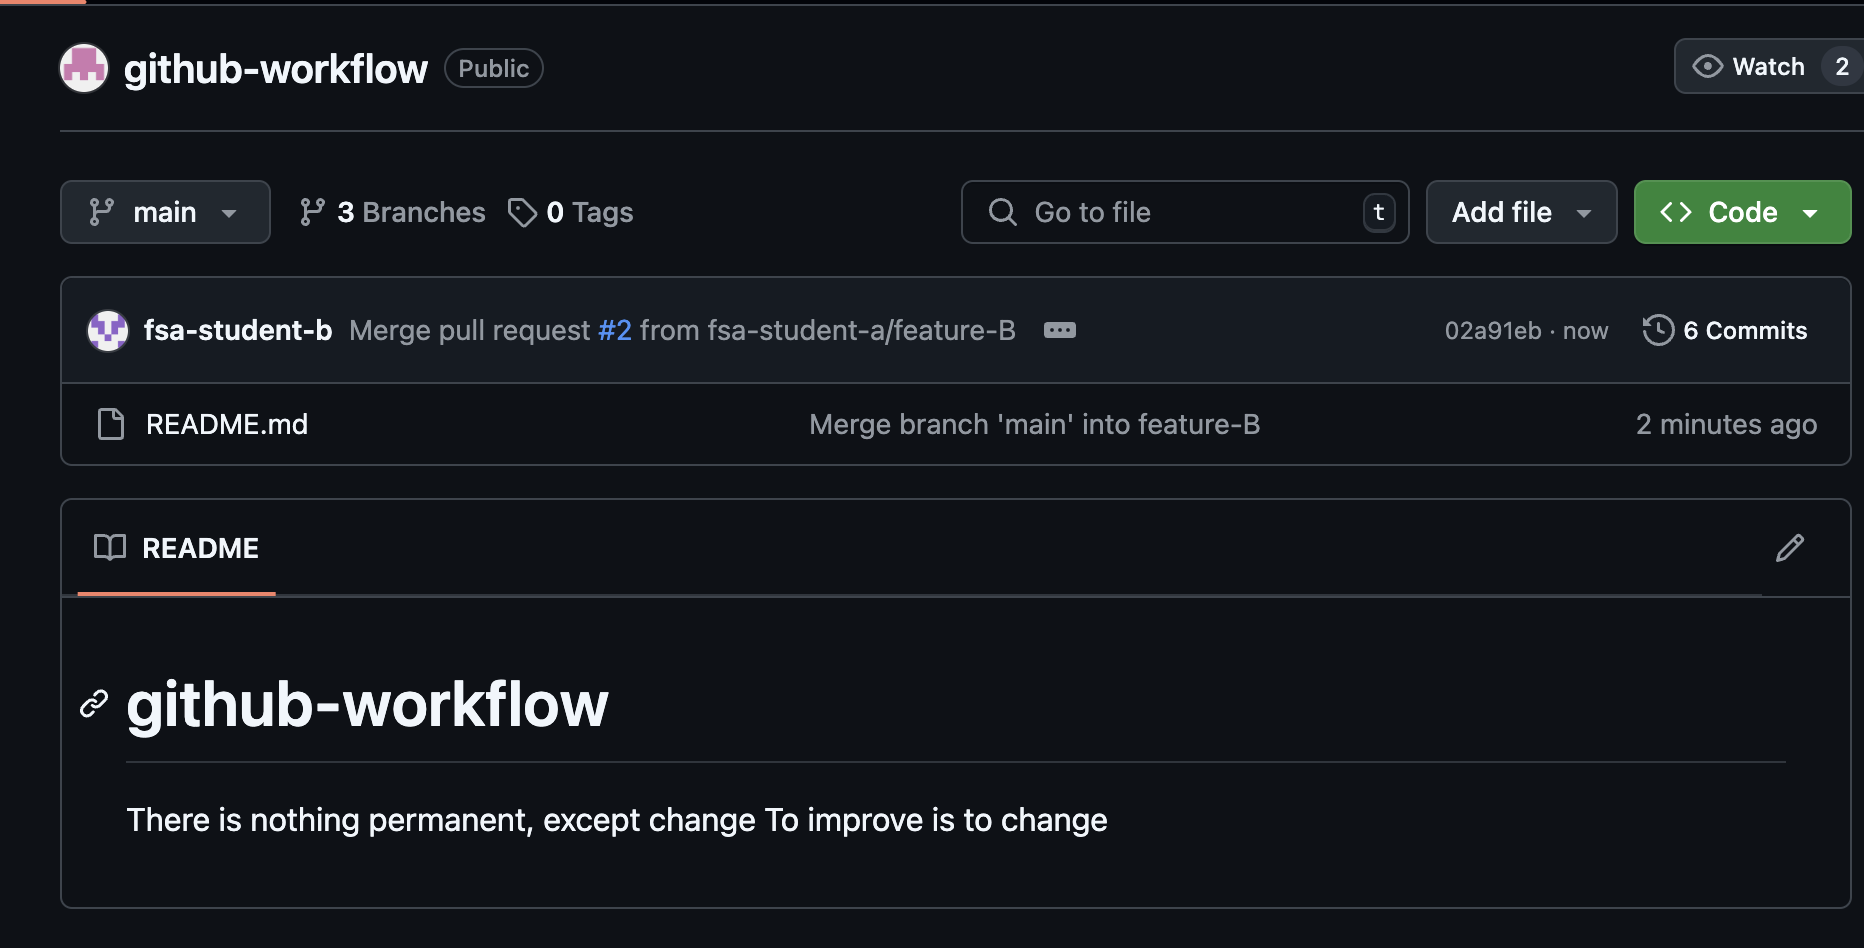 github-workflow Public Watch 2
main 3 Branches 0 Tags Go to file t Add file Code
fsa-student-b Merge pull request #2 from fsa-student-a/feature-B 02a91eb · now 6 Commits
README.md Merge branch 'main' into feature-B 2 minutes ago
README
github-workflow
There is nothing permanent, except change To improve is to change